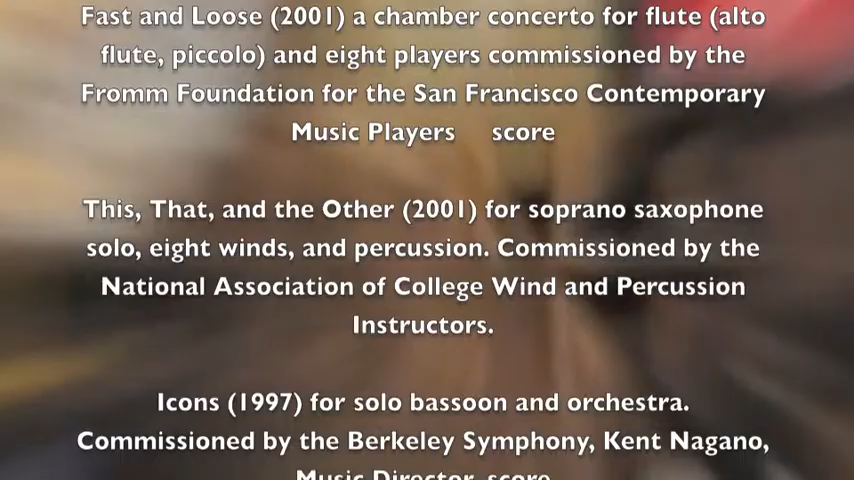 Fast and Loose (2001) a chamber concerto for flute (alto
flute, piccolo) and eight players commissioned by the
Fromm Foundation for the San Francisco Contemporary
Music Players score
This, That, and the Other (2001) for soprano saxophone
solo, eight winds, and percussion. Commissioned by the
National Association of College Wind and Percussion
Instructors.
Icons (1997) for solo bassoon and orchestra.
Commissioned by the Berkeley Symphony, Kent Nagano,
Music Director. score